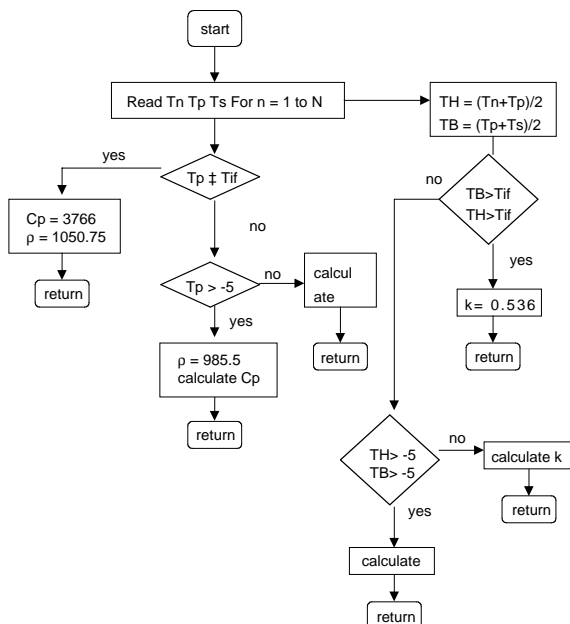 start
Read Tn Tp Ts For n = 1 to N
TH = (Tn+Tp)/2
TB = (Tp+Ts)/2
yes
Tp ‡ Tif
no
Cp = 3766
ρ = 1050.75
return
no
TB>Tif
TH>Tif
yes
k= 0.536
return
Tp > -5
no
calcul
ate
return
yes
ρ = 985.5
calculate Cp
return
TH> -5
TB> -5
no
calculate k
return
yes
calculate
return